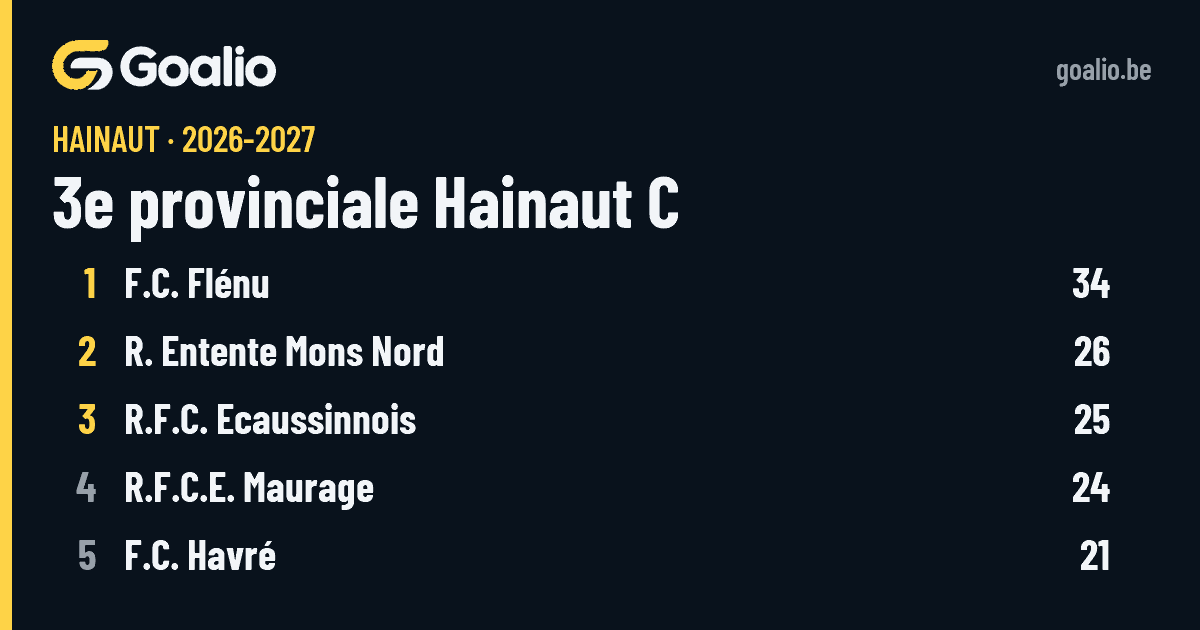 Goalio
goalio.be
HAINAUT · 2026-2027
3e provinciale Hainaut C
1 F.C. Flénu 34
2 R. Entente Mons Nord 26
3 R.F.C. Ecaussinnois 25
4 R.F.C.E. Maurage 24
5 F.C. Havré 21